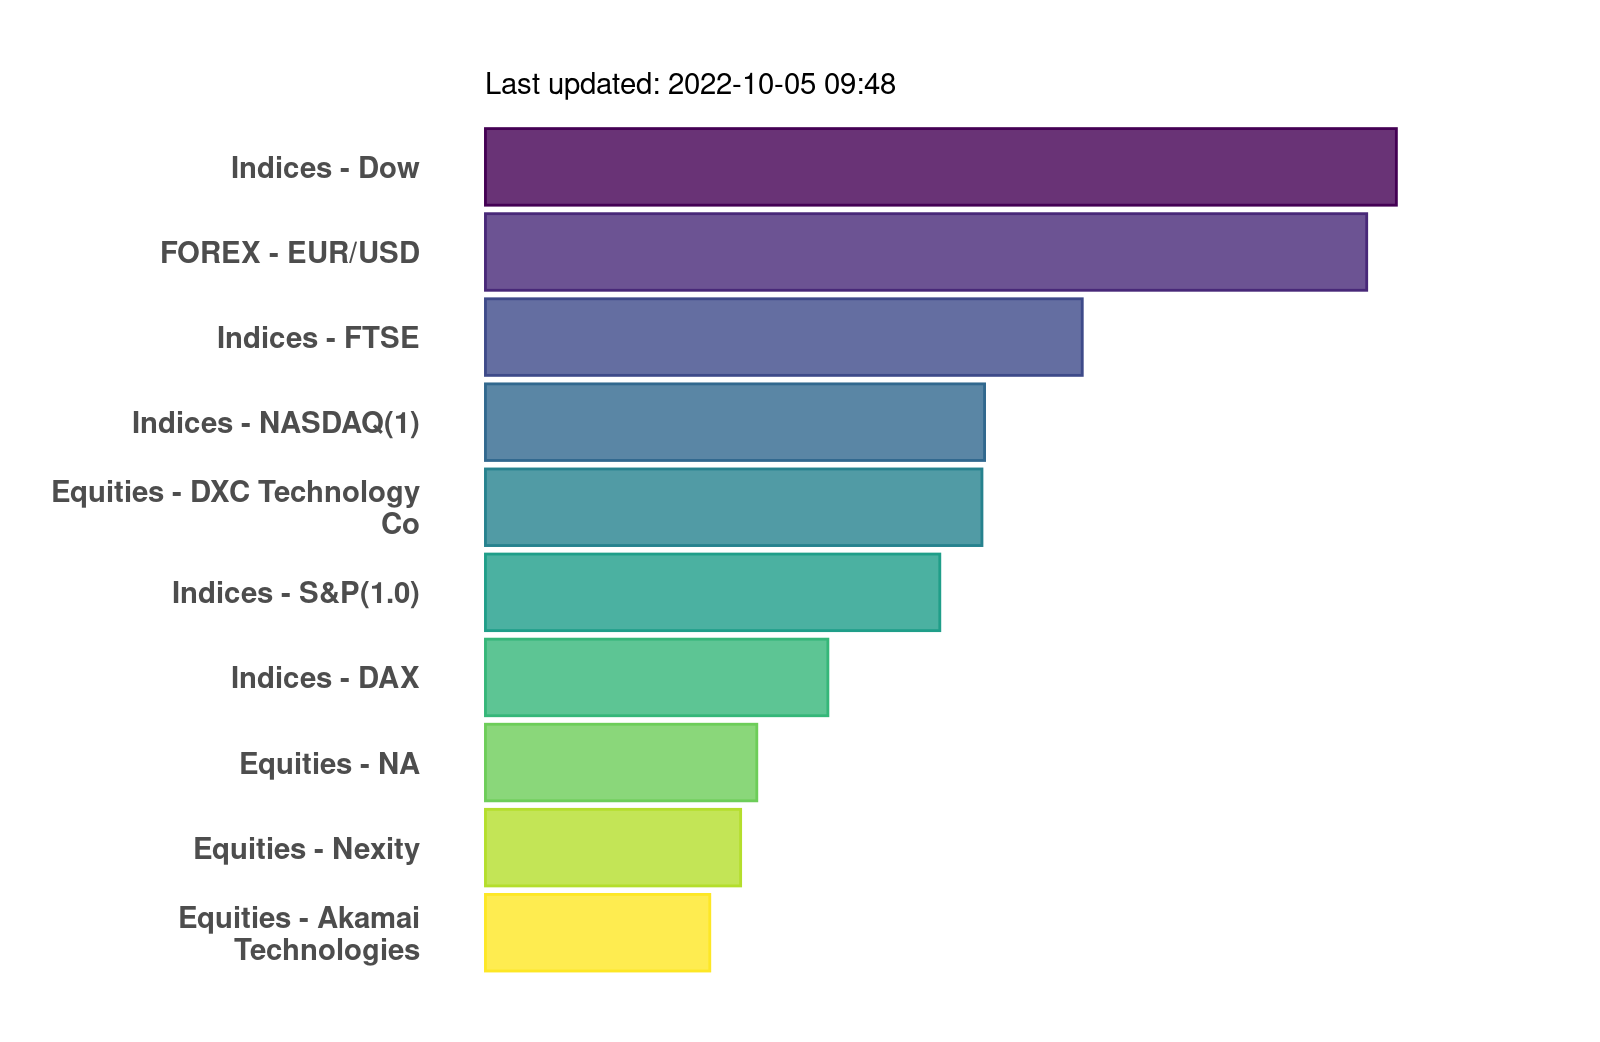 Last updated: 2022-10-05 09:48
Indices - Dow
FOREX - EUR/USD
Indices - FTSE
Indices - NASDAQ(1)
Equities - DXC Technology
Co
Indices - S&P(1.0)
Indices - DAX
Equities - NA
Equities - Nexity
Equities - Akamai
Technologies